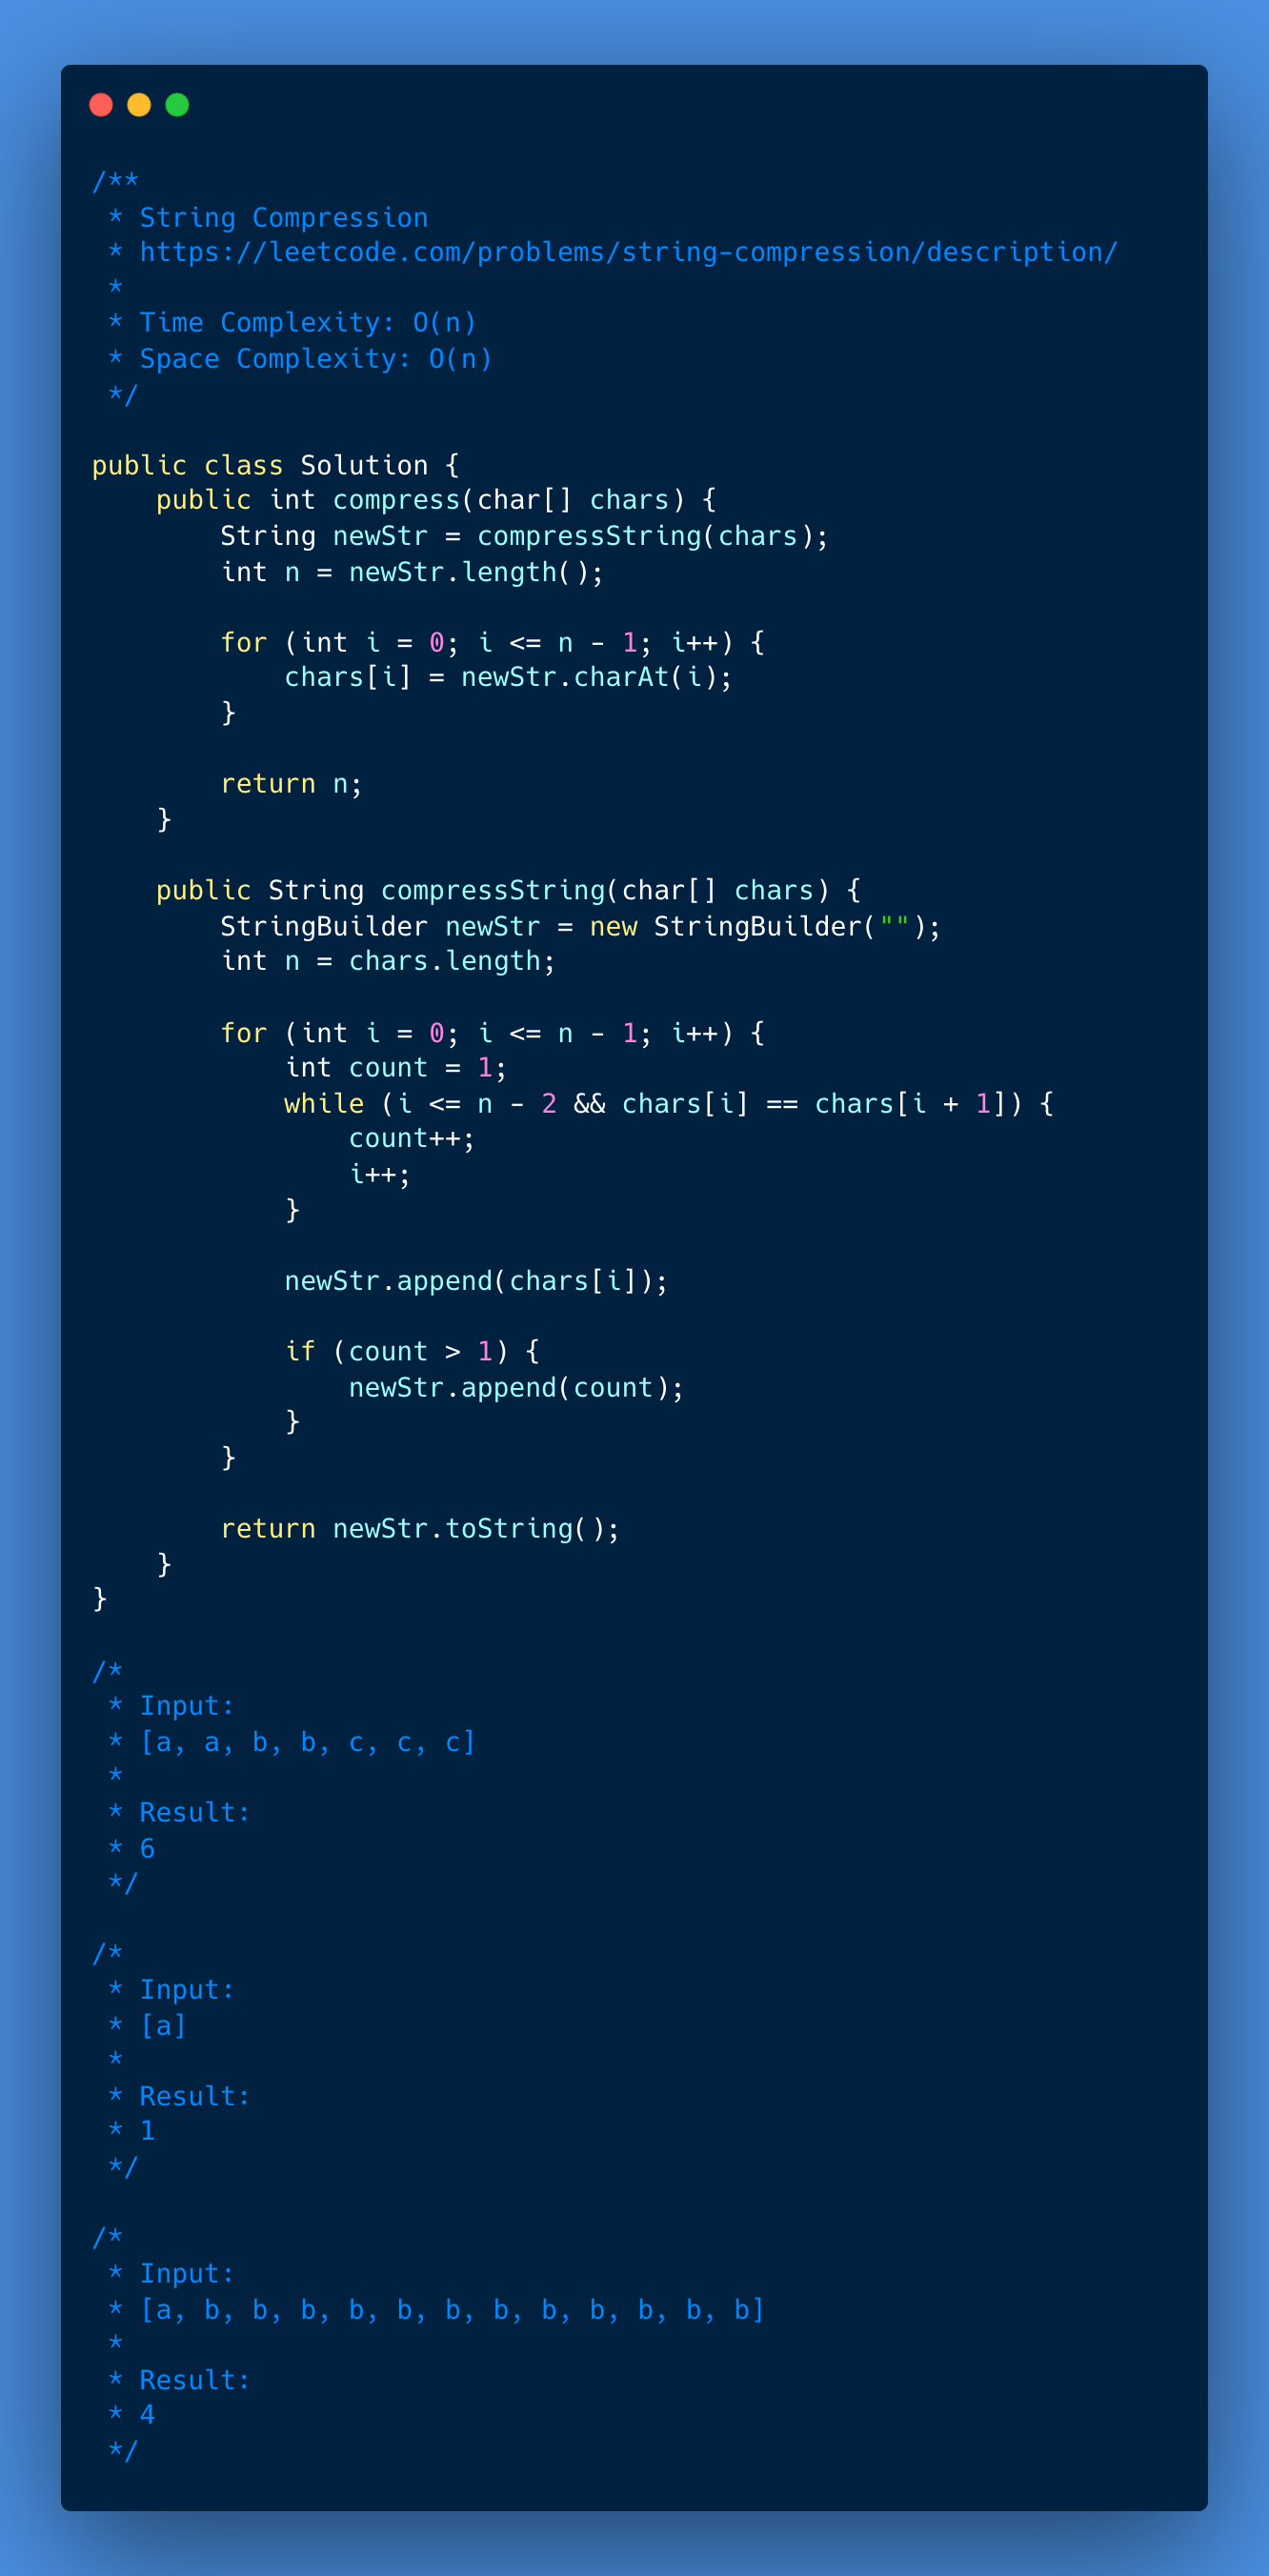 /**
 * String Compression
 * https://leetcode.com/problems/string-compression/description/
 *
 * Time Complexity: O(n)
 * Space Complexity: O(n)
 */

public class Solution {
    public int compress(char[] chars) {
        String newStr = compressString(chars);
        int n = newStr.length();

        for (int i = 0; i <= n - 1; i++) {
            chars[i] = newStr.charAt(i);
        }

        return n;
    }

    public String compressString(char[] chars) {
        StringBuilder newStr = new StringBuilder("");
        int n = chars.length;

        for (int i = 0; i <= n - 1; i++) {
            int count = 1;
            while (i <= n - 2 && chars[i] == chars[i + 1]) {
                count++;
                i++;
            }

            newStr.append(chars[i]);

            if (count > 1) {
                newStr.append(count);
            }
        }

        return newStr.toString();
    }
}

/*
 * Input:
 * [a, a, b, b, c, c, c]
 *
 * Result:
 * 6
 */

/*
 * Input:
 * [a]
 *
 * Result:
 * 1
 */

/*
 * Input:
 * [a, b, b, b, b, b, b, b, b, b, b, b, b]
 *
 * Result:
 * 4
 */